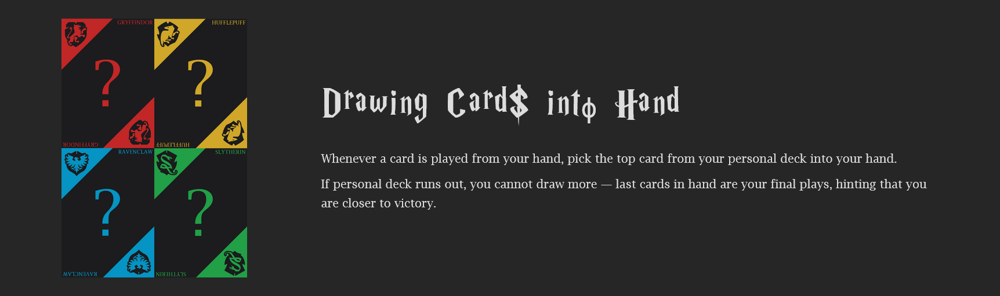 GRYFFINDOR
HUFFLEPUFF
?
?
GRYFFINDOR
HUFFLEPUFF
RAVENCLAW
SLYTHERIN
?
?
RAVENCLAW
SLYTHERIN
Drawing Card$ intφ Hand
Whenever a card is played from your hand, pick the top card from your personal deck into your hand.
If personal deck runs out, you cannot draw more — last cards in hand are your final plays, hinting that you
are closer to victory.